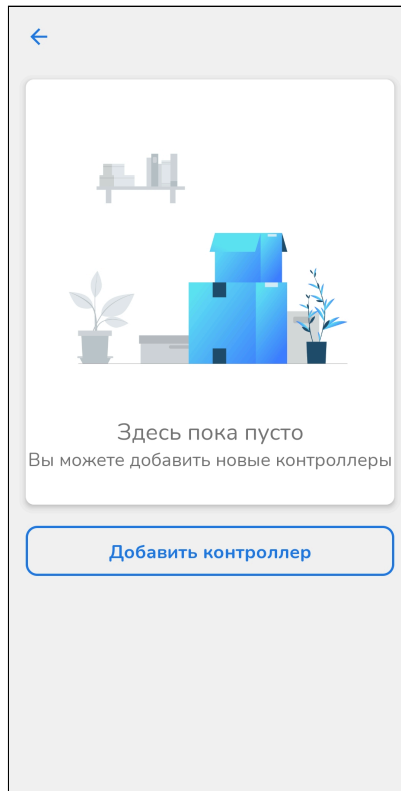 Здесь пока пусто
Вы можете добавить новые контроллеры
Добавить контроллер